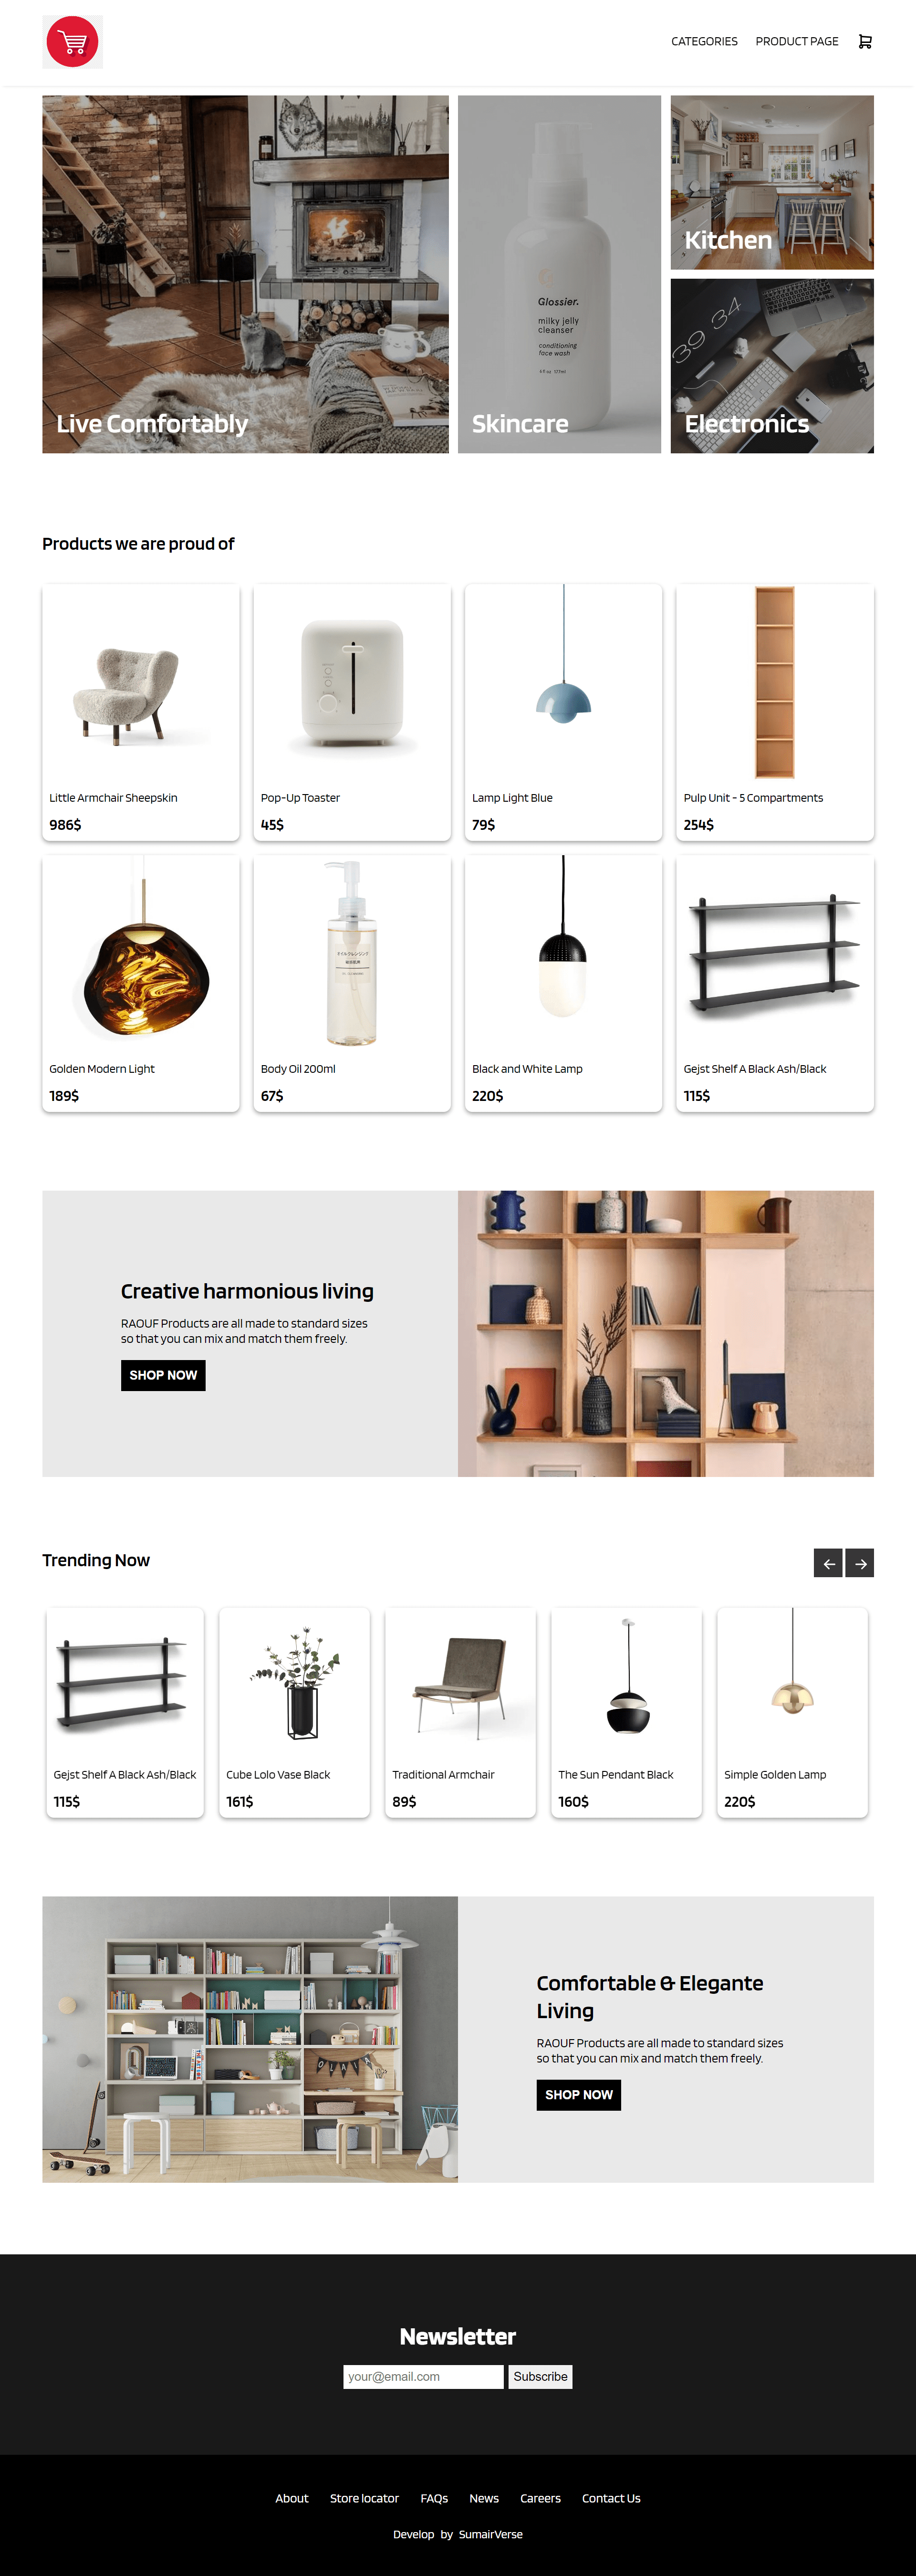 CATEGORIES
PRODUCT PAGE
Live Comfortably
Glossier.
milky jelly
cleanser
conditioning
face wash
Skincare
Kitchen
39 34
Electronics
Products we are proud of
Little Armchair Sheepskin
986$
Pop-Up Toaster
45$
Lamp Light Blue
79$
Pulp Unit - 5 Compartments
254$
Golden Modern Light
189$
Body Oil 200ml
67$
Black and White Lamp
220$
Gejst Shelf A Black Ash/Black
115$
Creative harmonious living
RAOUF Products are all made to standard sizes
so that you can mix and match them freely.
SHOP NOW
Trending Now
Gejst Shelf A Black Ash/Black
115$
Cube Lolo Vase Black
161$
Traditional Armchair
89$
The Sun Pendant Black
160$
Simple Golden Lamp
220$
Comfortable & Elegante
Living
RAOUF Products are all made to standard sizes
so that you can mix and match them freely.
SHOP NOW
Newsletter
your@email.com
Subscribe
About
Store locator
FAQs
News
Careers
Contact Us
Develop by SumairVerse